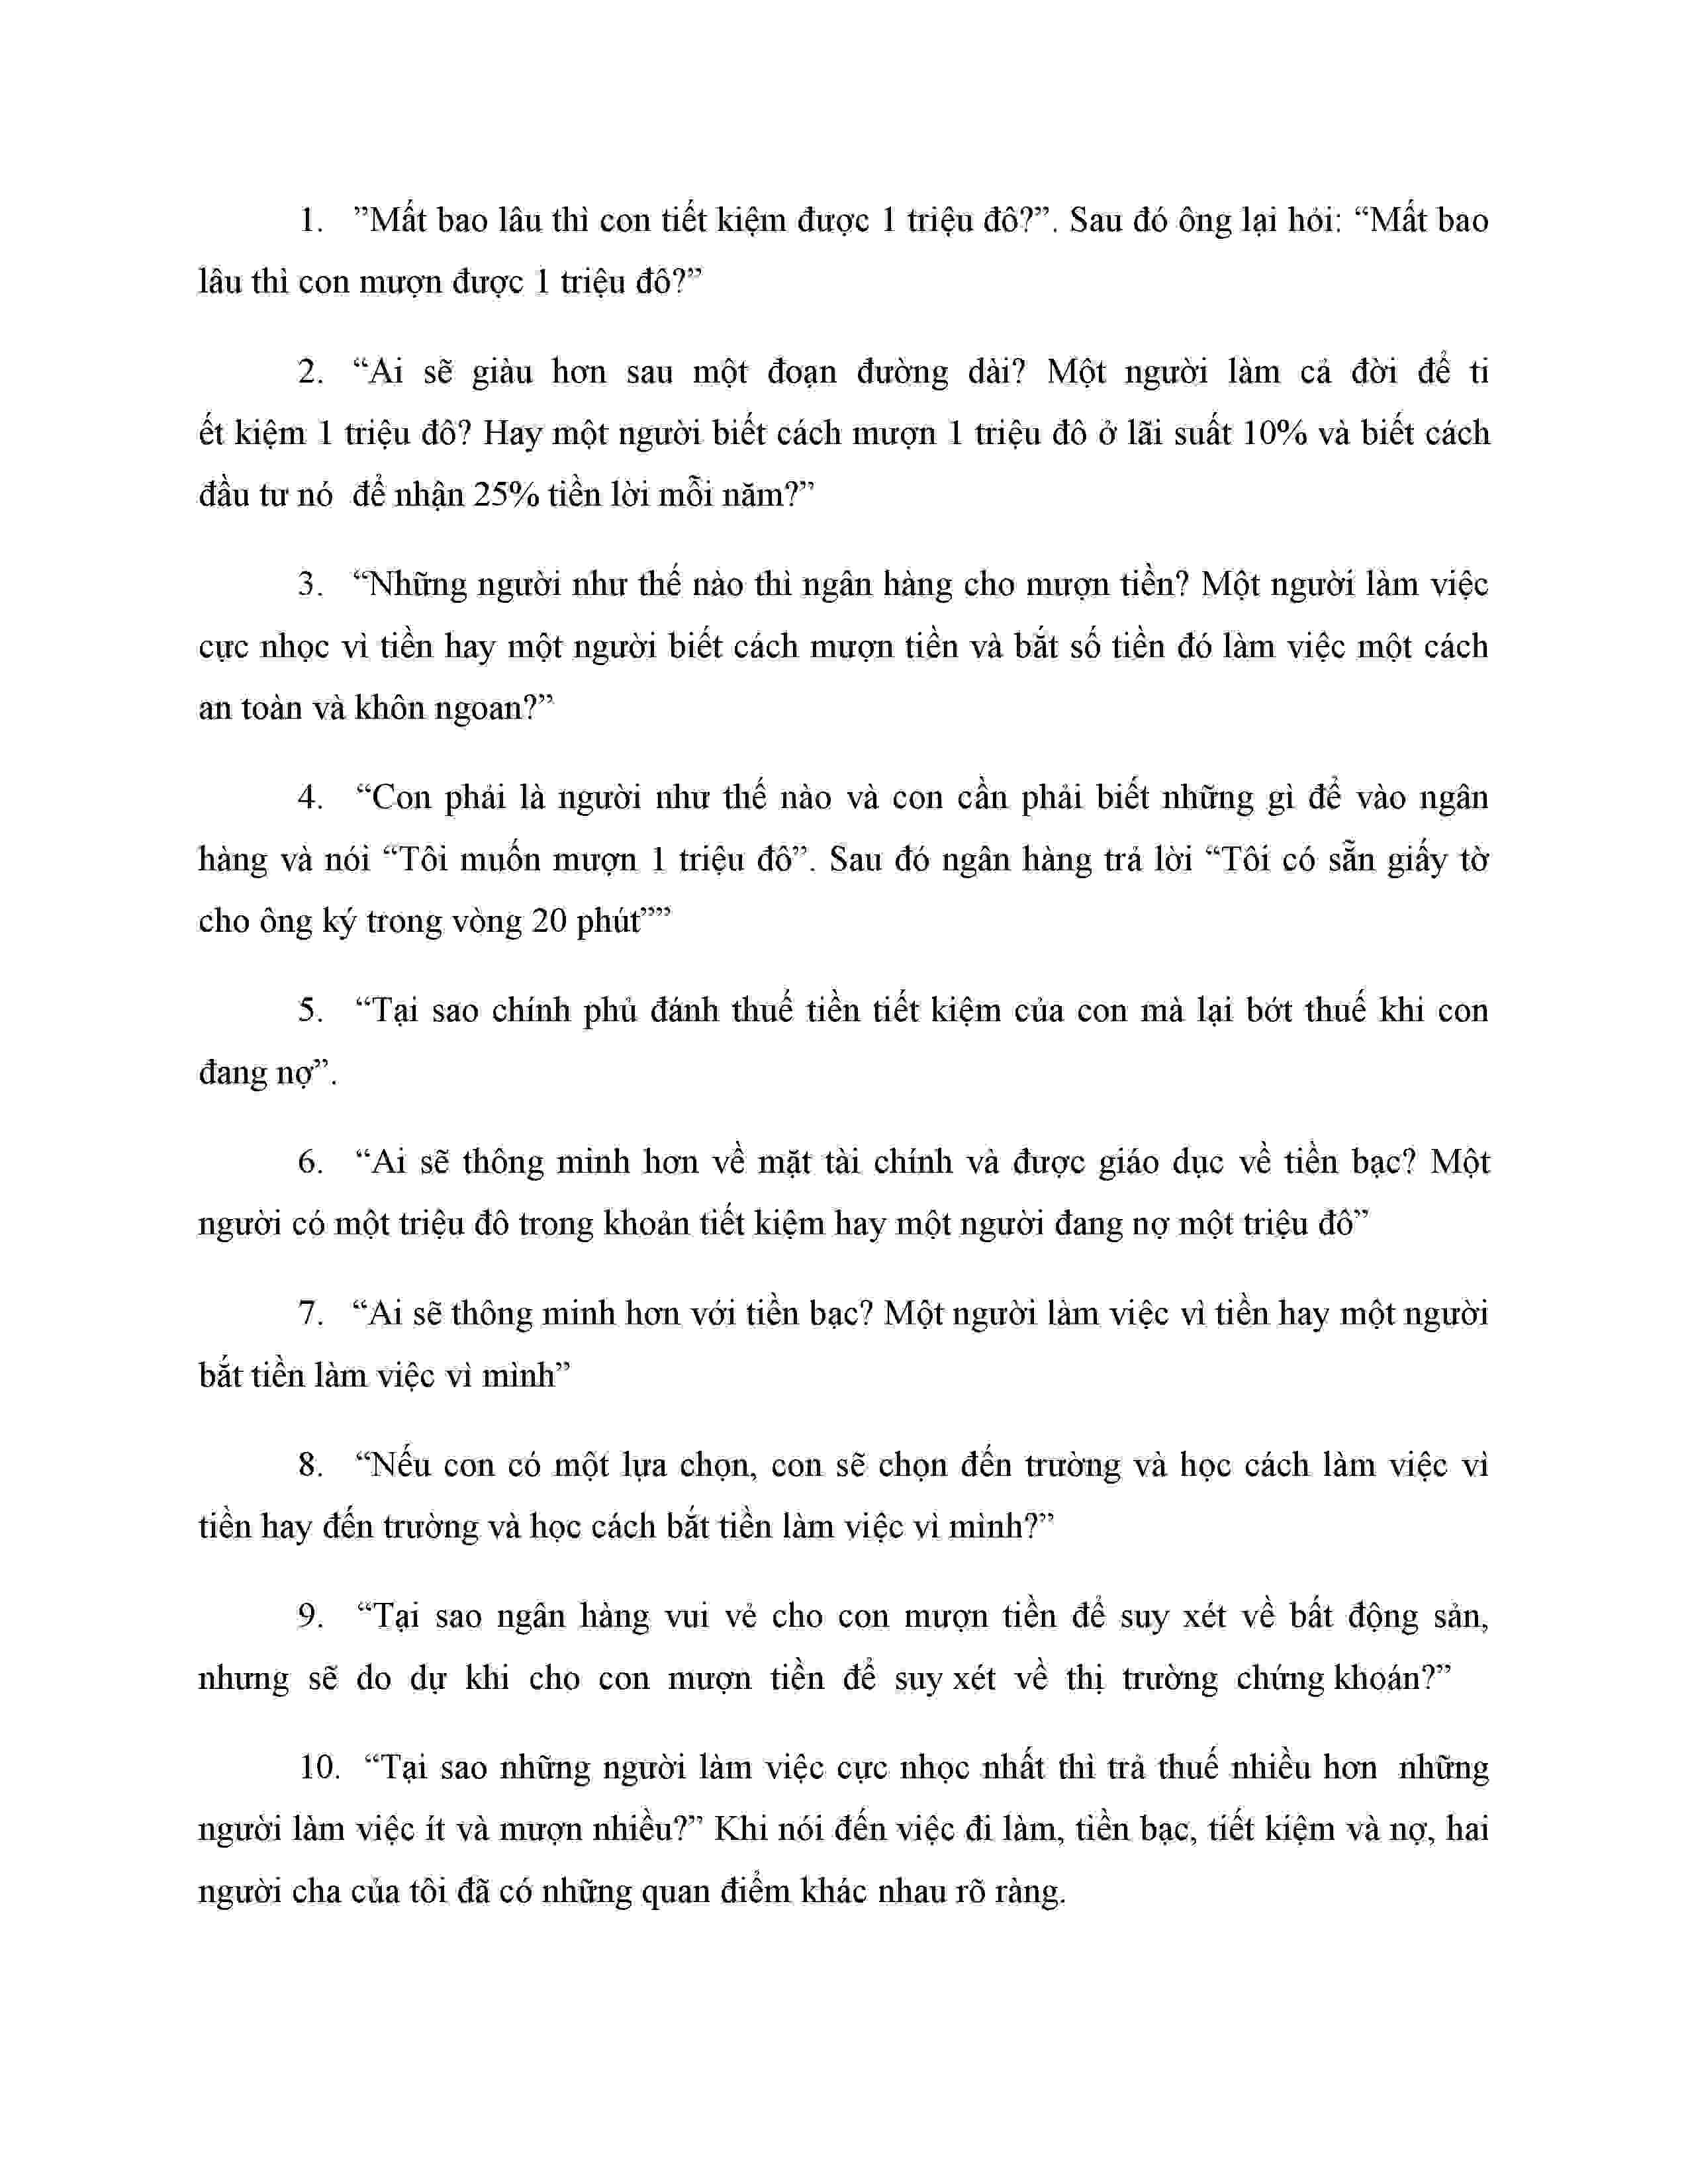 1. ”Mất bao lâu thì con tiết kiệm được 1 triệu đô?”. Sau đó ông lại hỏi: “Mất bao
lâu thì con mượn được 1 triệu đô?”
2. “Ai sẽ giàu hơn sau một đoạn đường dài? Một người làm cả đời để ti
ết kiệm 1 triệu đô? Hay một người biết cách mượn 1 triệu đô ở lãi suất 10% và biết cách
đầu tư nó để nhận 25% tiền lời mỗi năm?”
3. “Những người như thế nào thì ngân hàng cho mượn tiền? Một người làm việc
cực nhọc vì tiền hay một người biết cách mượn tiền và bắt số tiền đó làm việc một cách
an toàn và khôn ngoan?”
4. “Con phải là người như thế nào và con cần phải biết những gì để vào ngân
hàng và nói “Tôi muốn mượn 1 triệu đô”. Sau đó ngân hàng trả lời “Tôi có sẵn giấy tờ
cho ông ký trong vòng 20 phút””
5. “Tại sao chính phủ đánh thuế tiền tiết kiệm của con mà lại bớt thuế khi con
đang nợ”.
6. “Ai sẽ thông minh hơn về mặt tài chính và được giáo dục về tiền bạc? Một
người có một triệu đô trong khoản tiết kiệm hay một người đang nợ một triệu đô”
7. “Ai sẽ thông minh hơn với tiền bạc? Một người làm việc vì tiền hay một người
bắt tiền làm việc vì mình”
8. “Nếu con có một lựa chọn, con sẽ chọn đến trường và học cách làm việc vì
tiền hay đến trường và học cách bắt tiền làm việc vì mình?”
9. “Tại sao ngân hàng vui vẻ cho con mượn tiền để suy xét về bất động sản,
nhưng sẽ do dự khi cho con mượn tiền để suy xét về thị trường chứng khoán?”
10. “Tại sao những người làm việc cực nhọc nhất thì trả thuế nhiều hơn những
người làm việc ít và mượn nhiều?” Khi nói đến việc đi làm, tiền bạc, tiết kiệm và nợ, hai
người cha của tôi đã có những quan điểm khác nhau rõ ràng.